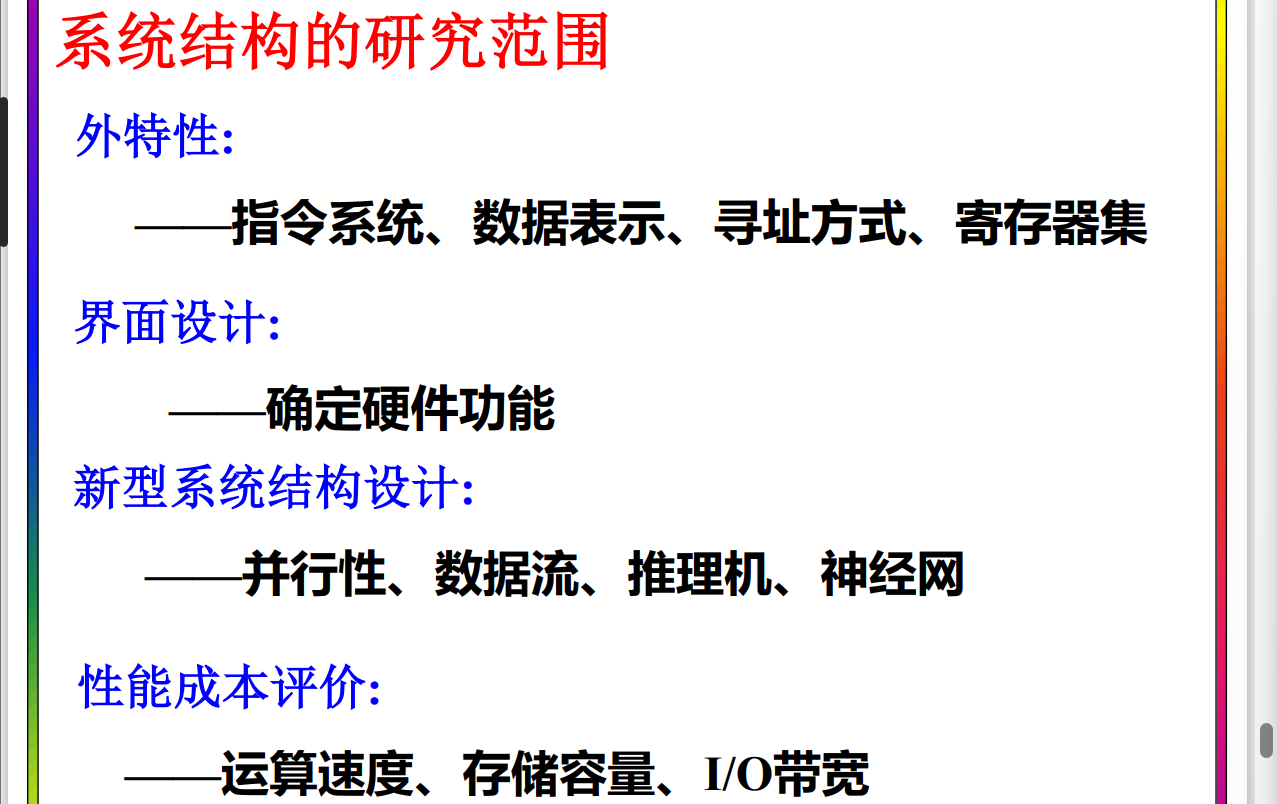 系统结构的研究范围
外特性:
——指令系统、数据表示、寻址方式、寄存器集
界面设计:
——确定硬件功能
新型系统结构设计:
——并行性、数据流、推理机、神经网
性能成本评价:
——运算速度、存储容量、I/O带宽